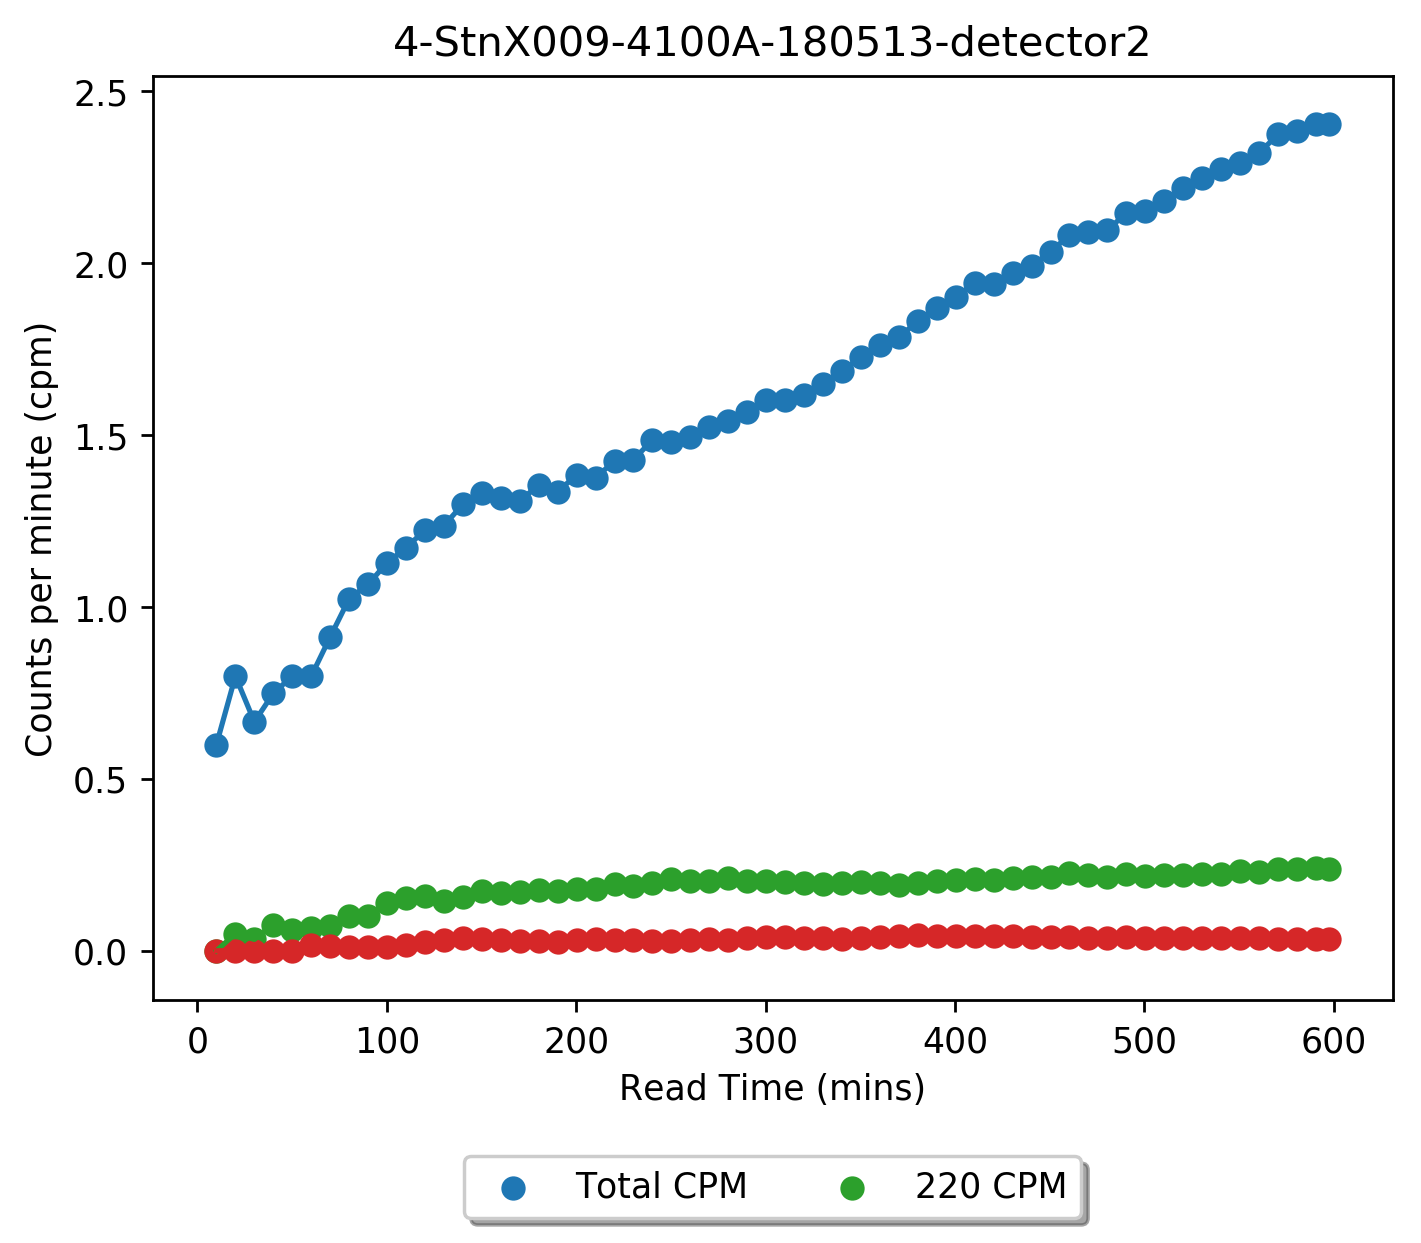 4-StnX009-4100A-180513-detector2
2.5
2.0
1.5
1.0
0.5
0.0
Counts per minute (cpm)
0 100 200 300 400 500 600
Read Time (mins)
Total CPM 220 CPM